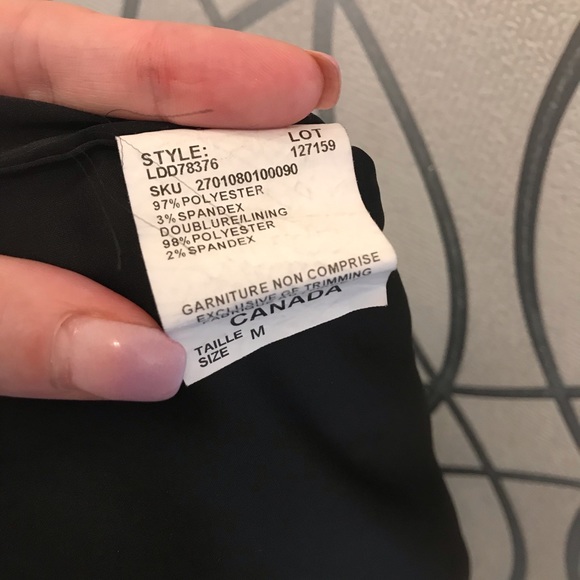 STYLE: LOT
LDD78376 127159
SKU 2701080100090
97% POLYESTER
3% SPANDEX
DOUBLURE/LINING
98% POLYESTER
2% SPANDEX
GARNITURE NON COMPRISE
EXCLUSIVE OF TRIMMING
CANADA
TAILLE
SIZE M